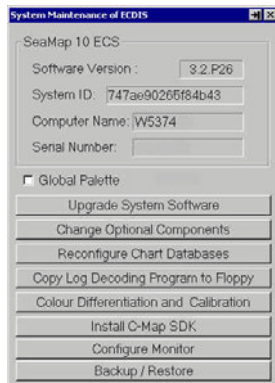 System Maintenance of ECDIS
SeaMap 10 ECS
Software Version : 3.2.P26
System ID: 747ae90265f84b43
Computer Name: W5374
Serial Number:
Global Palette
Upgrade System Software
Change Optional Components
Reconfigure Chart Databases
Copy Log Decoding Program to Floppy
Colour Differentiation and Calibration
Install C-Map SDK
Configure Monitor
Backup / Restore